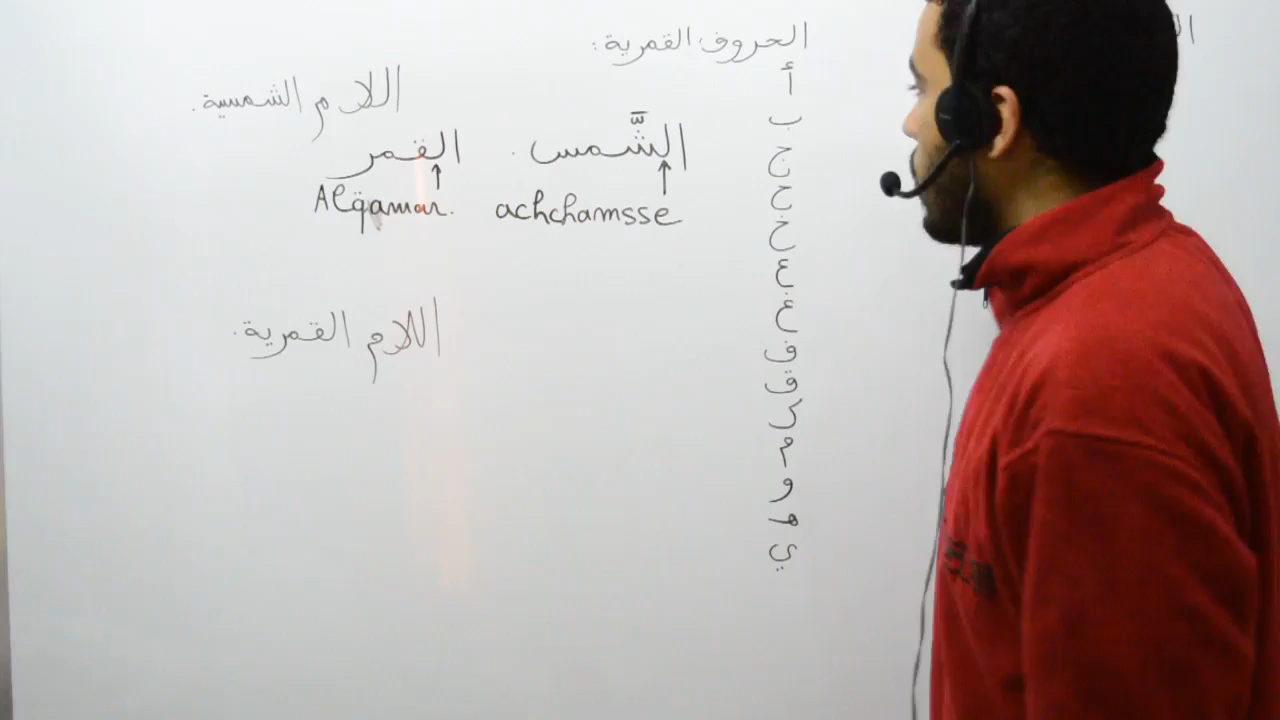 الحروف القمرية:
أ
ب
ج
ح
خ
ع
غ
ف
ق
ك
م
و
ه
ي
اللام الشمسية.
الشَّمس . القمر
Alqamar. achchamsse
اللام القمرية.